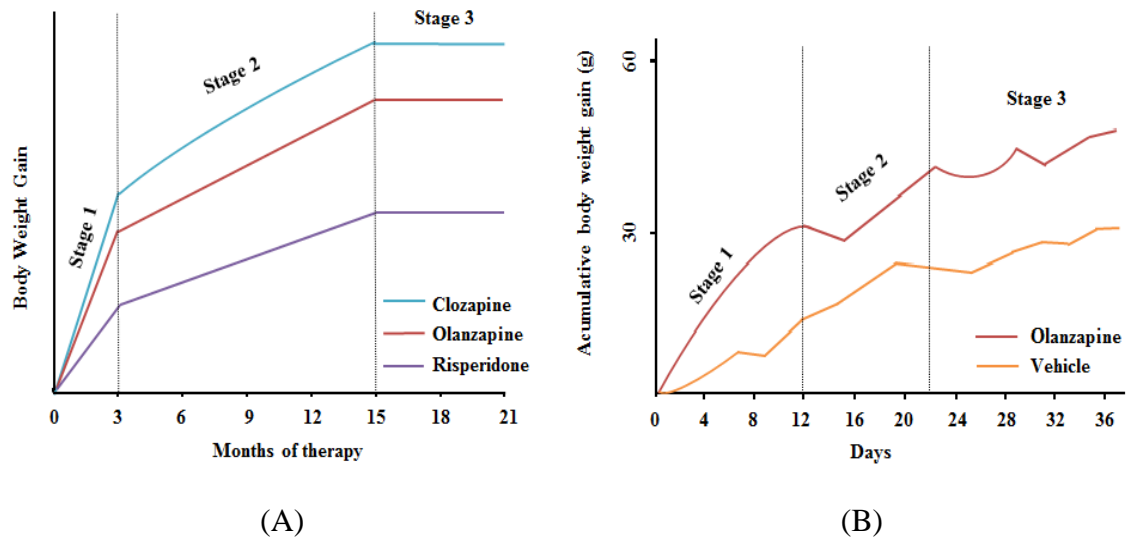 Body Weight Gain
Stage 1
Stage 2
Stage 3
Clozapine
Olanzapine
Risperidone
0 3 6 9 12 15 18 21
Months of therapy
(A)
Acumulative body weight gain (g)
60
30
0 4 8 12 16 20 24 28 32 36
Stage 1
Stage 2
Stage 3
Olanzapine
Vehicle
Days
(B)